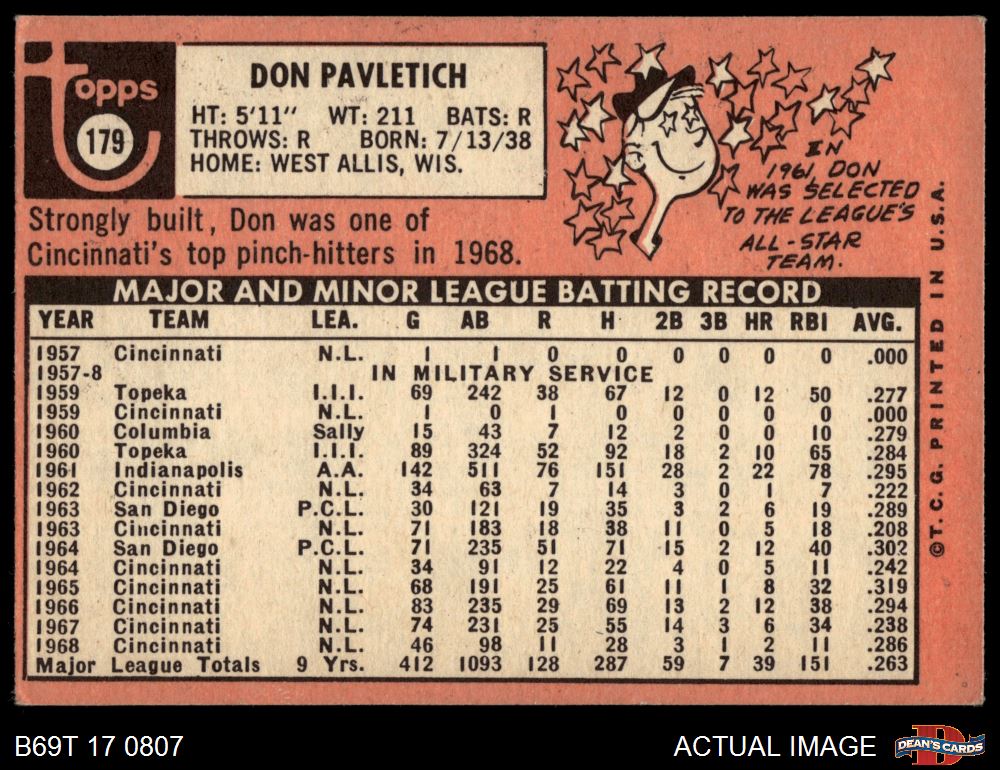 Topps
179
DON PAVLETICH
HT: 5'11" WT: 211 BATS: R
THROWS: R BORN: 7/13/38
HOME: WEST ALLIS, WIS.
Strongly built, Don was one of
Cincinnati's top pinch-hitters in 1968.
IN
1961, DON
WAS SELECTED
TO THE LEAGUE'S
ALL-STAR
TEAM.
MAJOR AND MINOR LEAGUE BATTING RECORD
YEAR TEAM LEA. G AB R H 2B 3B HR RBI AVG.
1957 Cincinnati N.L. 1 1 0 0 0 0 0 0 .000
1957-8 IN MILITARY SERVICE
1959 Topeka I.I.I. 69 242 38 67 12 0 12 50 .277
1959 Cincinnati N.L. 1 0 1 0 0 0 0 0 .000
1960 Columbia Sally 15 43 7 12 2 0 0 10 .279
1960 Topeka I.I.I. 89 324 52 92 18 2 10 65 .284
1961 Indianapolis A.A. 142 511 76 151 28 2 22 78 .295
1962 Cincinnati N.L. 34 63 7 14 3 0 1 7 .222
1963 San Diego P.C.L. 30 121 19 35 3 2 6 19 .289
1963 Cincinnati N.L. 71 183 18 38 11 0 5 18 .208
1964 San Diego P.C.L. 71 235 51 71 15 2 12 40 .302
1964 Cincinnati N.L. 34 91 12 22 4 0 5 11 .242
1965 Cincinnati N.L. 68 191 25 61 11 1 8 32 .319
1966 Cincinnati N.L. 83 235 29 69 13 2 12 38 .294
1967 Cincinnati N.L. 74 231 25 55 14 3 6 34 .238
1968 Cincinnati N.L. 46 98 11 28 3 1 2 11 .286
Major League Totals 9 Yrs. 412 1093 128 287 59 7 39 151 .263
©T.C.G. PRINTED IN U.S.A.
B69T 17 0807
ACTUAL IMAGE
DEAN'S CARDS